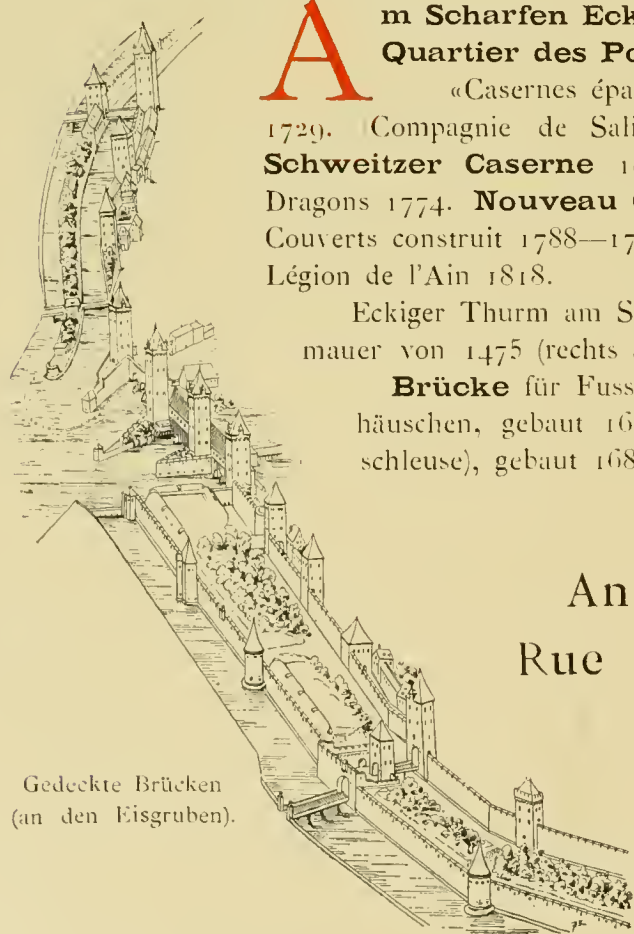 Am Scharfen Eck
Quartier des Po
«Casernes épa
1729. Compagnie de Sali
Schweitzer Caserne 1
Dragons 1774. Nouveau
Couverts construit 1788—17
Légion de l'Ain 1818.
Eckiger Thurm am S
mauer von 1475 (rechts
Brücke für Fuss
häuschen, gebaut 16
schleuse), gebaut 168
An
Rue
Gedeckte Brücken
(an den Eisgruben).